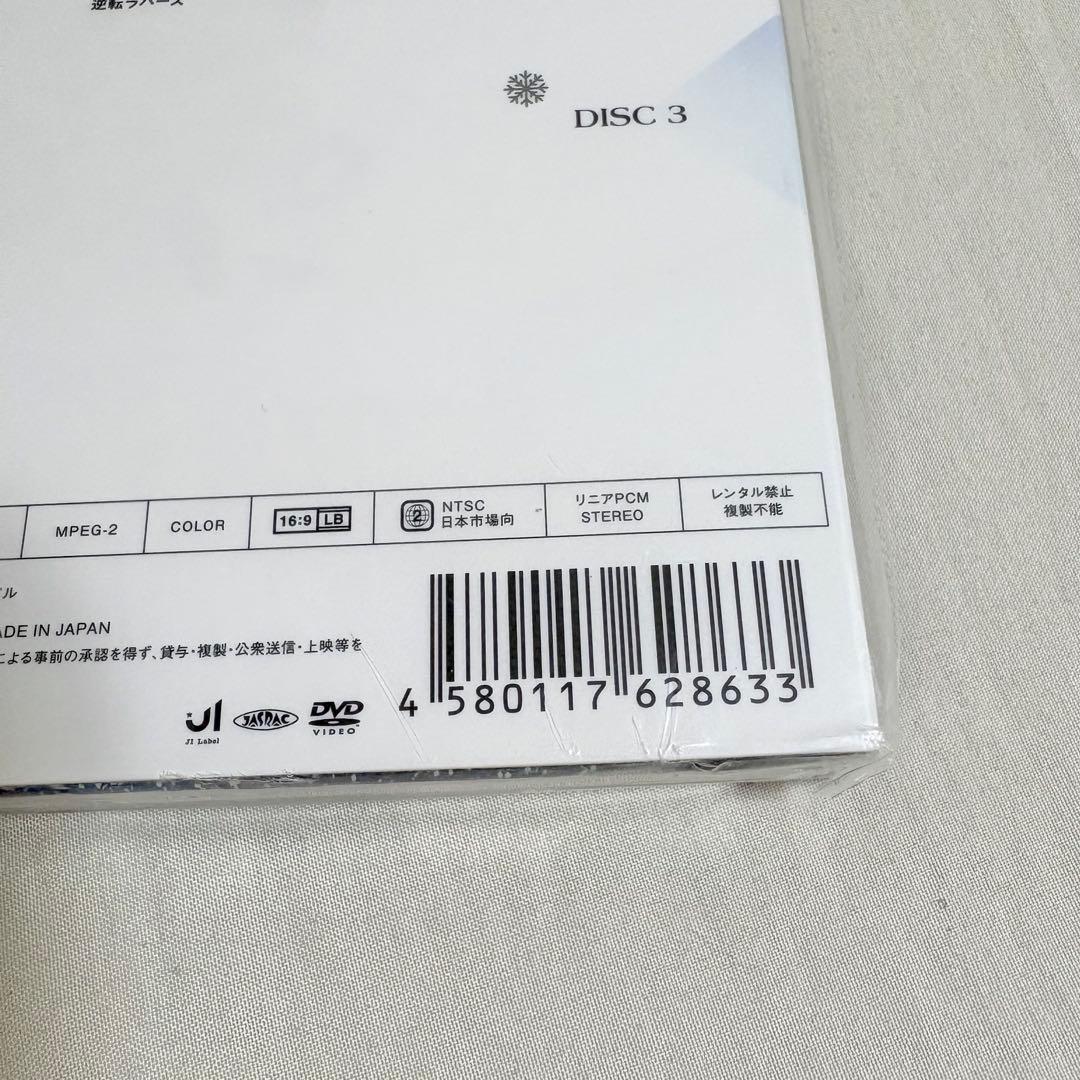 逆転ラバーズ
DISC 3
MPEG-2
COLOR
16:9 LB
2
NTSC
日本市場向
リニアPCM
STEREO
レンタル禁止
複製不能
ADE IN JAPAN
による事前の承認を得ず、貸与・複製・公衆送信・上映等を
J1
J1 Label
JASRAC
DVD
VIDEO
4 580117 628633